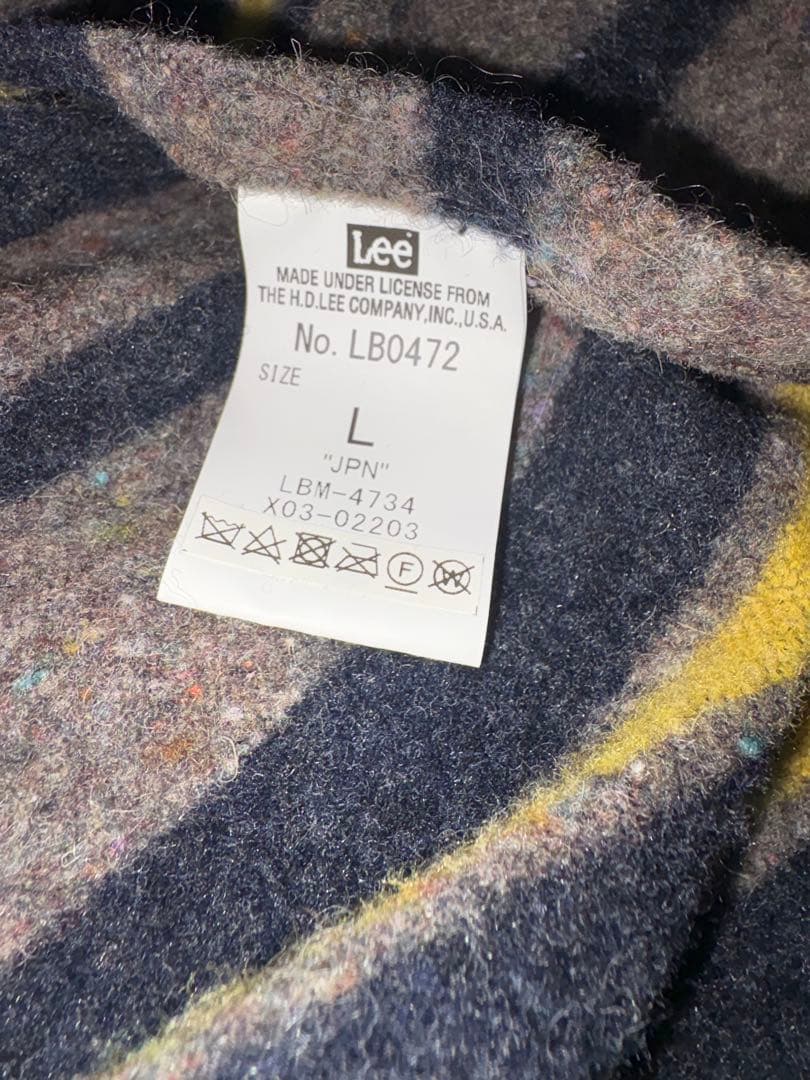 Lee
MADE UNDER LICENSE FROM
THE H.D.LEE COMPANY,INC.,U.S.A.
No. LB0472
SIZE
L
"JPN"
LBM-4734
X03-02203
F W